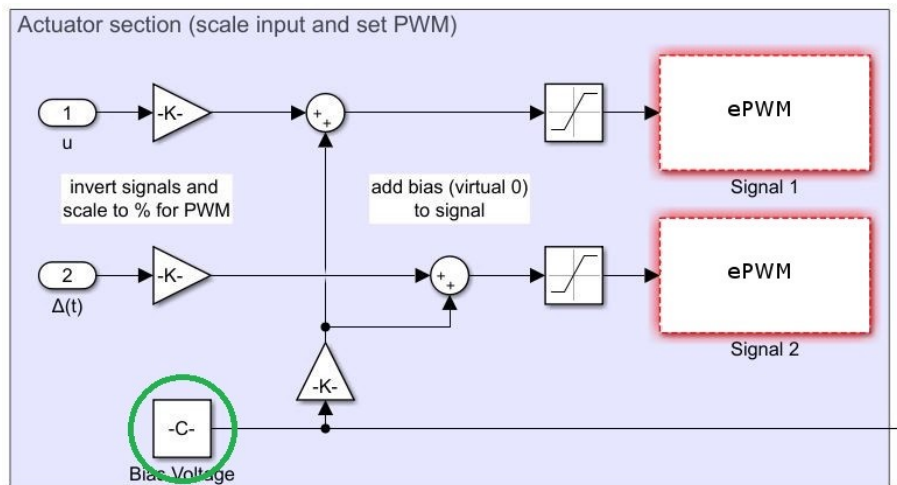 Actuator section (scale input and set PWM)
1
u
-K-
+
+
ePWM
Signal 1
invert signals and
scale to % for PWM
add bias (virtual 0)
to signal
2
Δ(t)
-K-
+
+
ePWM
Signal 2
-K-
-C-
Bias Voltage